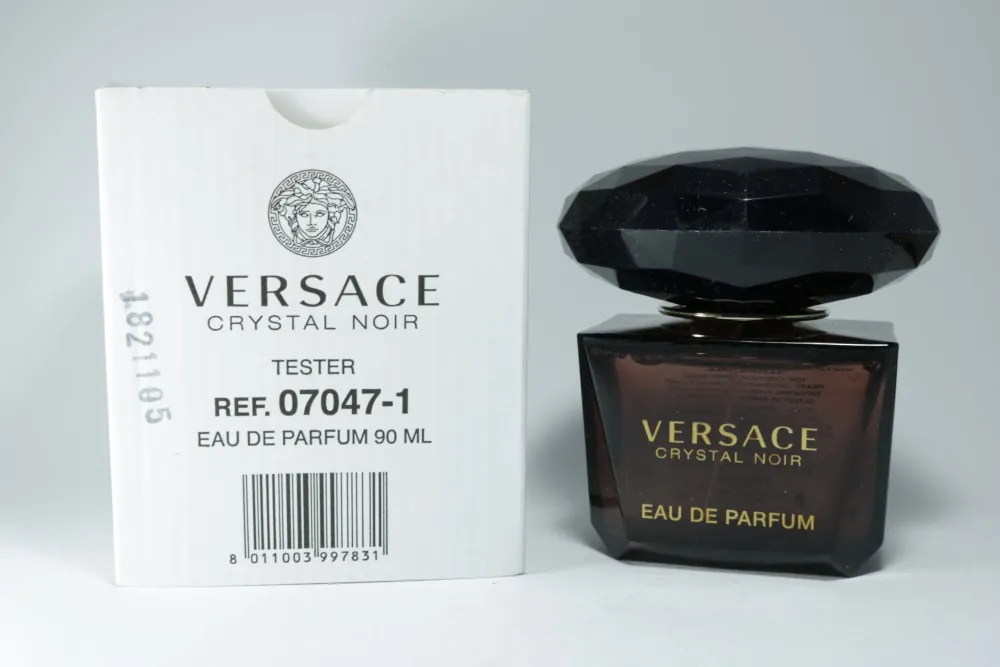 VERSACE
CRYSTAL NOIR
TESTER
REF. 07047-1
EAU DE PARFUM 90 ML
8 011003 997831
1821105
VERSACE
CRYSTAL NOIR
EAU DE PARFUM